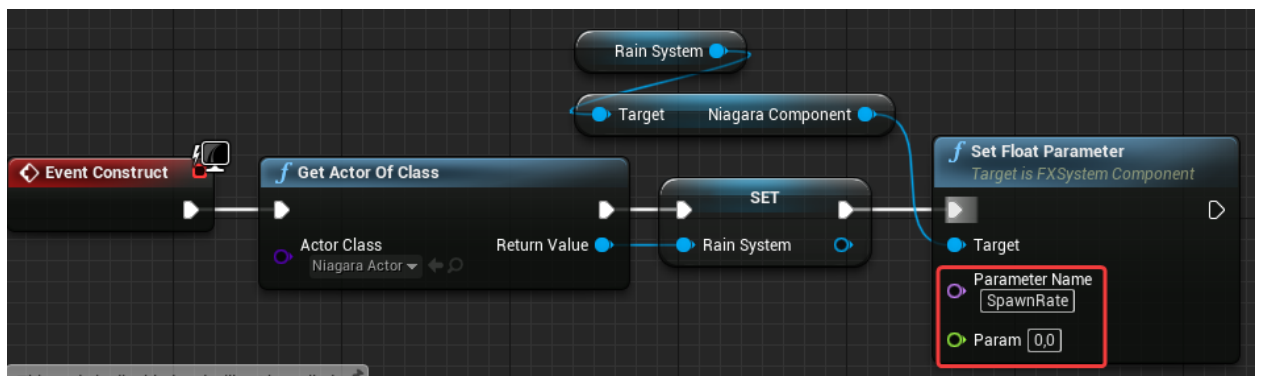 Rain System
Target Niagara Component
Event Construct
f Get Actor Of Class
Actor Class Return Value
Niagara Actor
SET
Rain System
f Set Float Parameter
Target is FXSystem Component
Target
Parameter Name
SpawnRate
Param 0,0